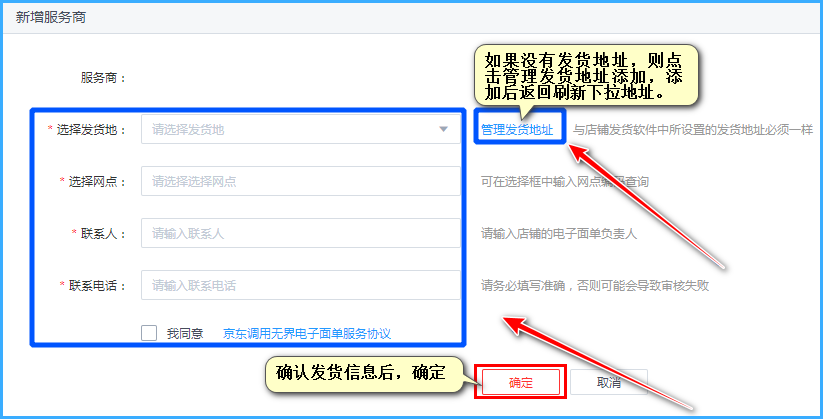 新增服务商
如果没有发货地址，则点
击管理发货地址添加，添
加后返回刷新下拉地址。
服务商：
* 选择发货地： 请选择发货地 管理发货地址 与店铺发货软件中所设置的发货地址必须一样
* 选择网点： 请选择选择网点 可在选择框中输入网点编码查询
* 联系人： 请输入联系人 请输入店铺的电子面单负责人
* 联系电话： 请输入联系电话 请务必填写准确，否则可能会导致审核失败
我同意 京东调用无界电子面单服务协议
确认发货信息后，确定
确定 取消